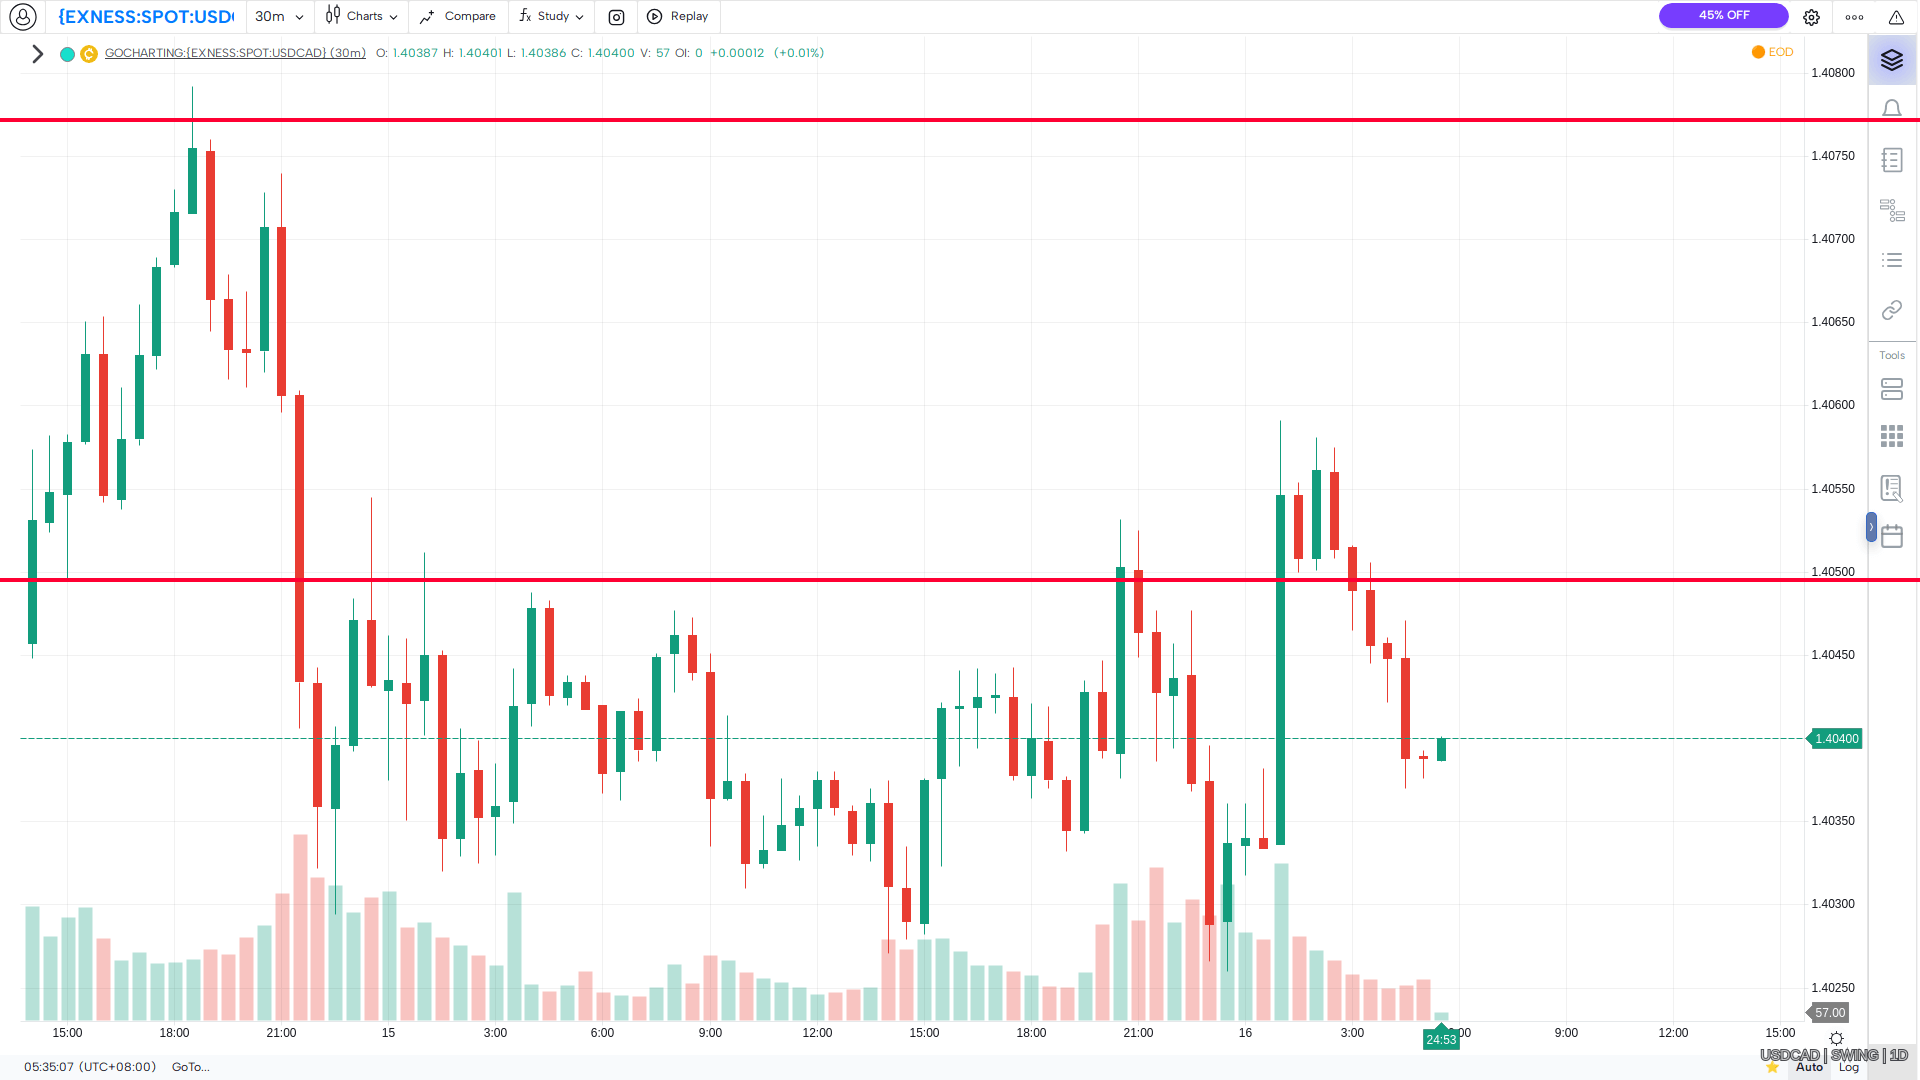 {EXNESS:SPOT:USD 30m Charts Compare Study Replay 45% OFF
GOCHARTING:{EXNESS:SPOT:USDCAD} (30m) O: 1.40387 H: 1.40401 L: 1.40386 C: 1.40400 V: 57 OI: 0 +0.00012 (+0.01%) EOD
1.40800
1.40750
1.40700
1.40650
Tools
1.40600
1.40550
1.40500
1.40450
1.40400
1.40350
1.40300
1.40250
57.00
15:00 18:00 21:00 15 3:00 6:00 9:00 12:00 15:00 18:00 21:00 16 3:00 9:00 12:00 15:00
24:53
USDCAD | SWING | 1D
05:35:07 (UTC+08:00) GoTo... Auto Log